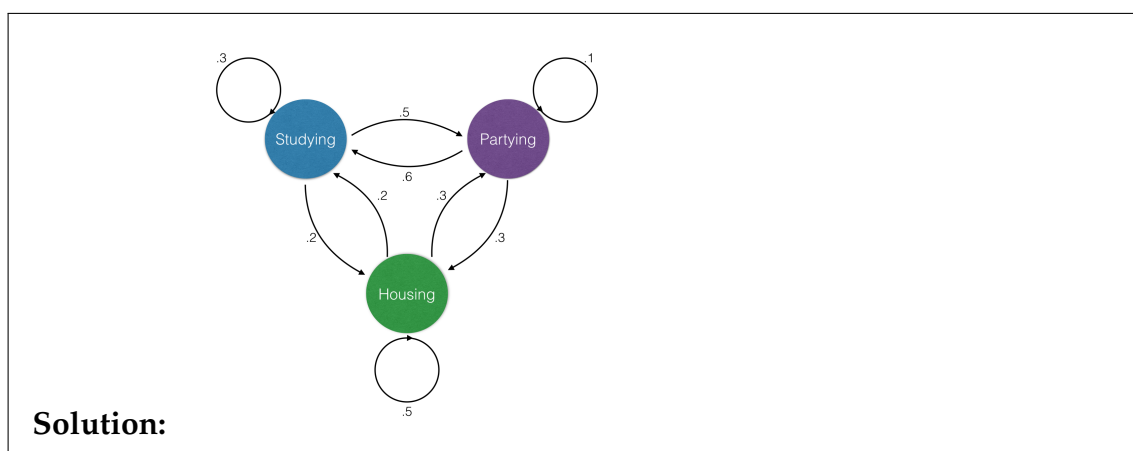 .3
.1
.5
Studying
Partying
.6
.2
.3
.2
.3
Housing
.5
Solution: